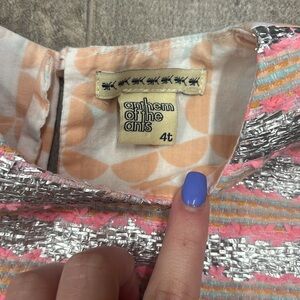 anthem
of the
ants
4t